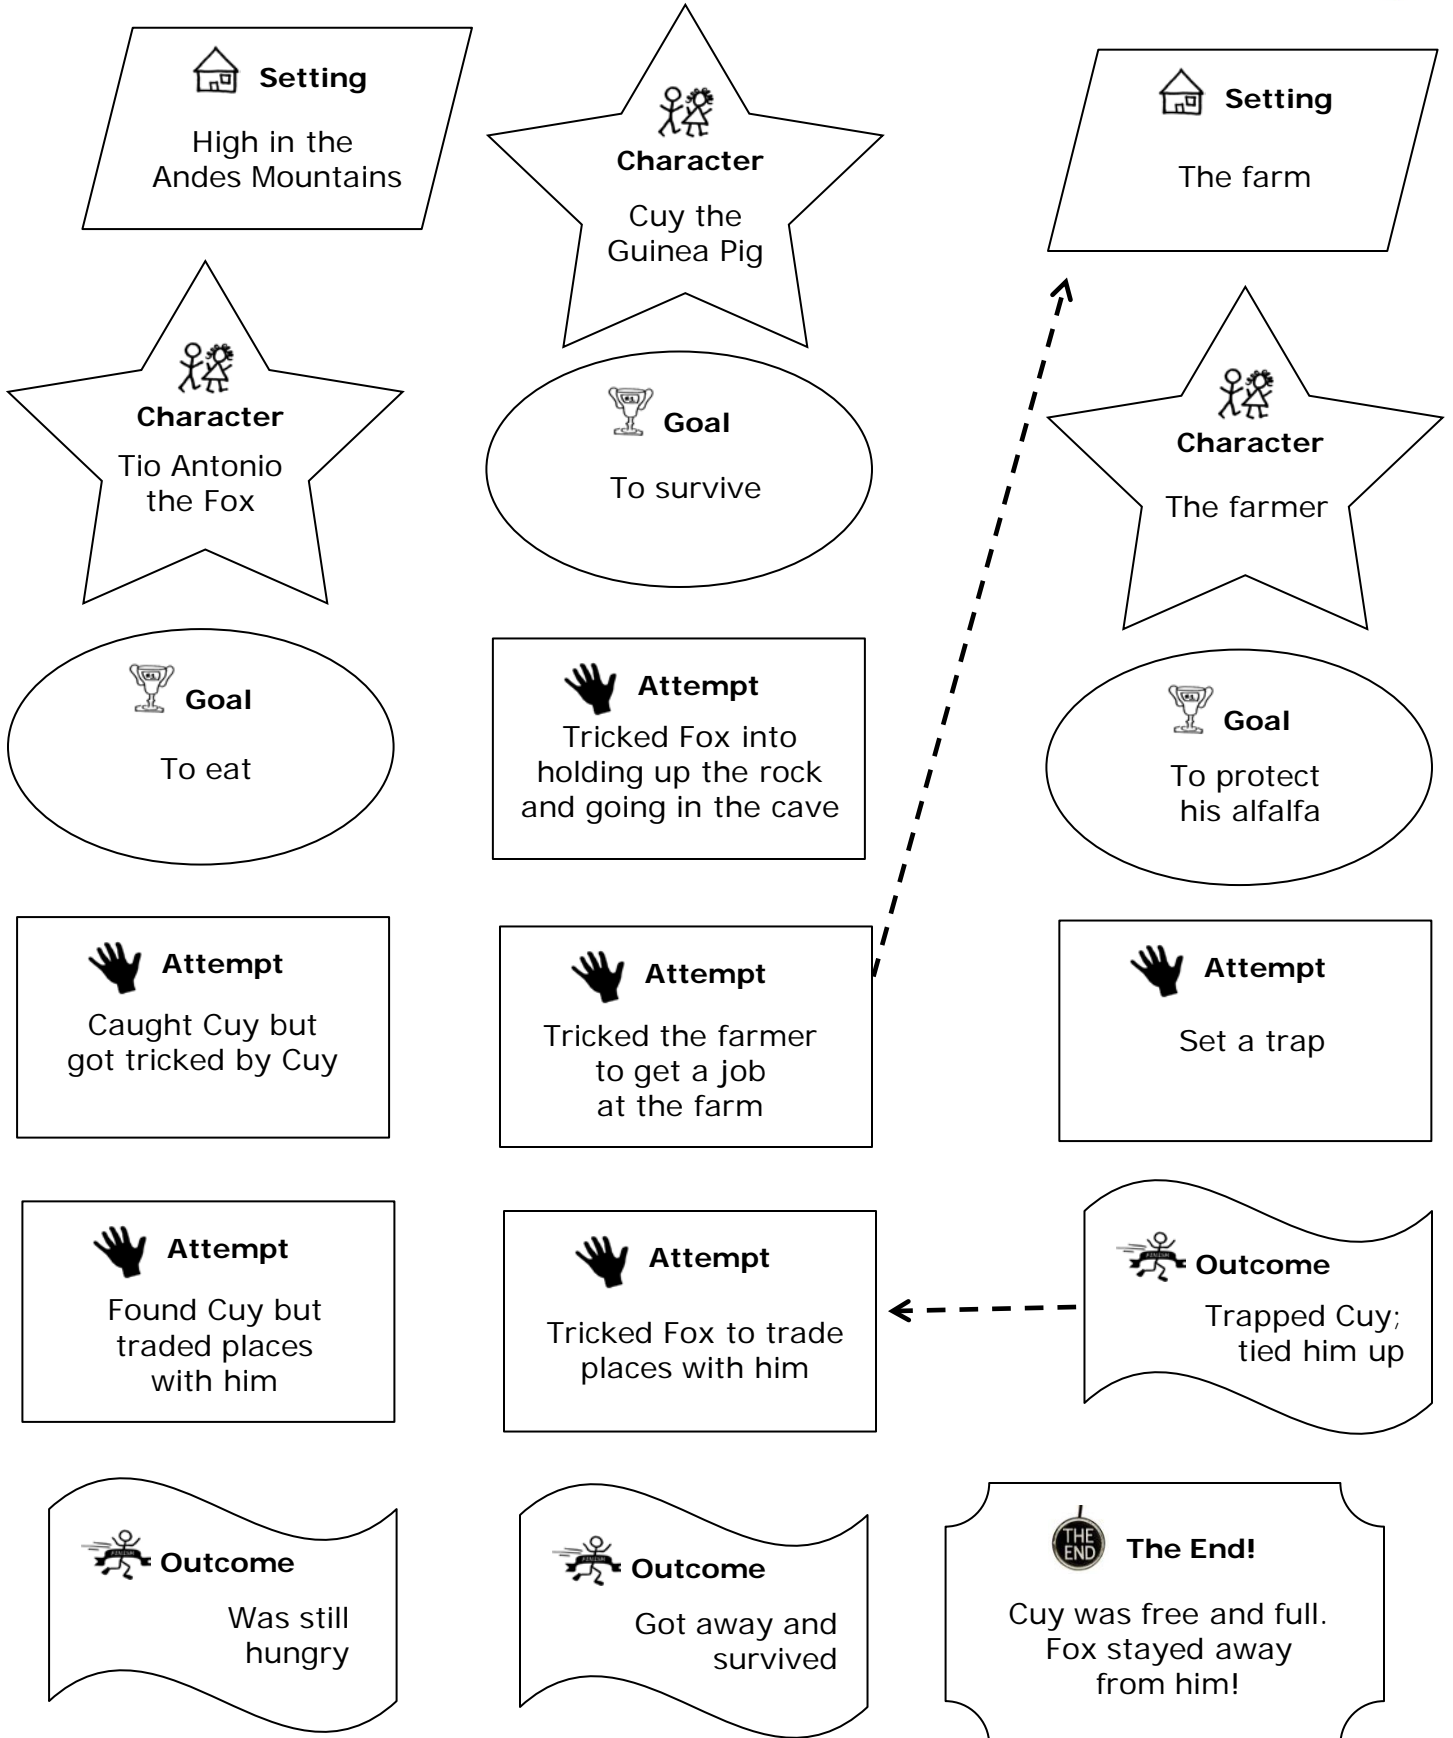 Setting
High in the
Andes Mountains
Character
Tio Antonio
the Fox
Goal
To eat
Attempt
Caught Cuy but
got tricked by Cuy
Attempt
Found Cuy but
traded places
with him
Outcome
Was still
hungry
Character
Cuy the
Guinea Pig
Goal
To survive
Attempt
Tricked Fox into
holding up the rock
and going in the cave
Attempt
Tricked the farmer
to get a job
at the farm
Attempt
Tricked Fox to trade
places with him
Outcome
Got away and
survived
Setting
The farm
Character
The farmer
Goal
To protect
his alfalfa
Attempt
Set a trap
Outcome
Trapped Cuy;
tied him up
THE
END
The End!
Cuy was free and full.
Fox stayed away
from him!